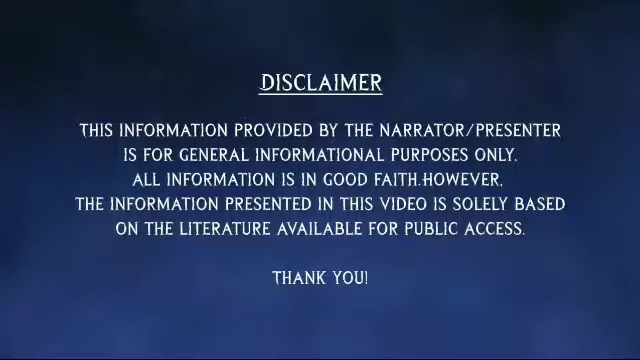 DISCLAIMER
THIS INFORMATION PROVIDED BY THE NARRATOR/PRESENTER
IS FOR GENERAL INFORMATIONAL PURPOSES ONLY.
ALL INFORMATION IS IN GOOD FAITH.HOWEVER,
THE INFORMATION PRESENTED IN THIS VIDEO IS SOLELY BASED
ON THE LITERATURE AVAILABLE FOR PUBLIC ACCESS.
THANK YOU!